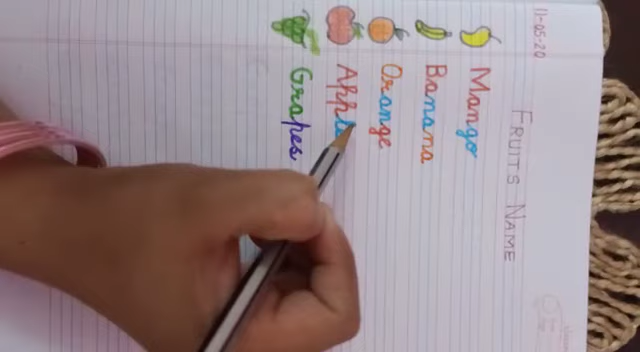 11-05-20
FRUITS NAME
Mango
Banana
Orange
Apple
Grapes